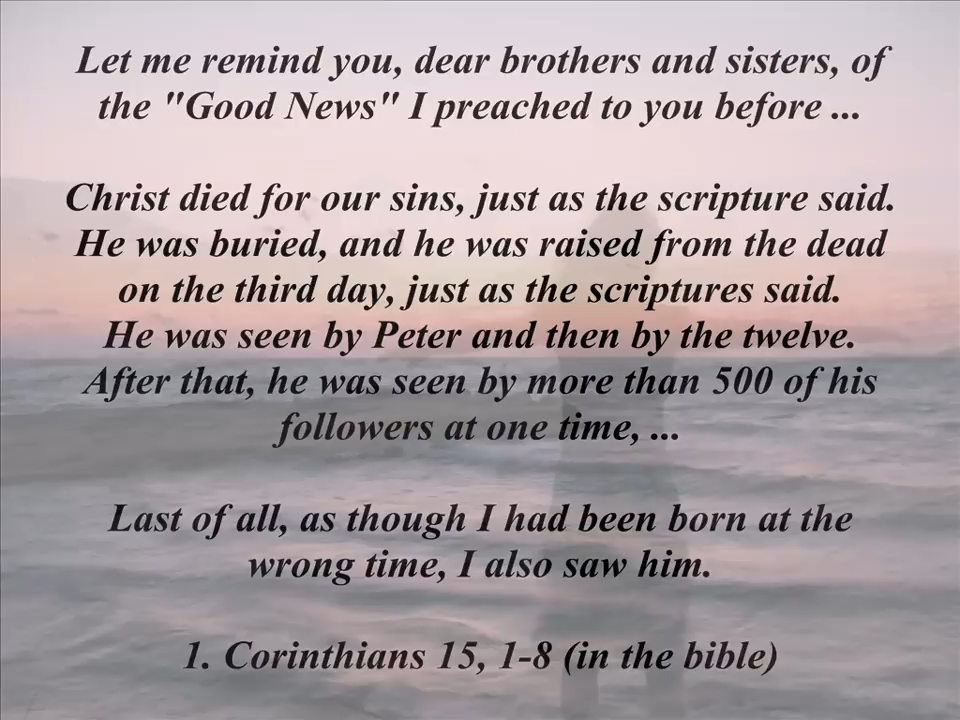 Let me remind you, dear brothers and sisters, of
the "Good News" I preached to you before ...
Christ died for our sins, just as the scripture said.
He was buried, and he was raised from the dead
on the third day, just as the scriptures said.
He was seen by Peter and then by the twelve.
After that, he was seen by more than 500 of his
followers at one time, ...
Last of all, as though I had been born at the
wrong time, I also saw him.
1. Corinthians 15, 1-8 (in the bible)